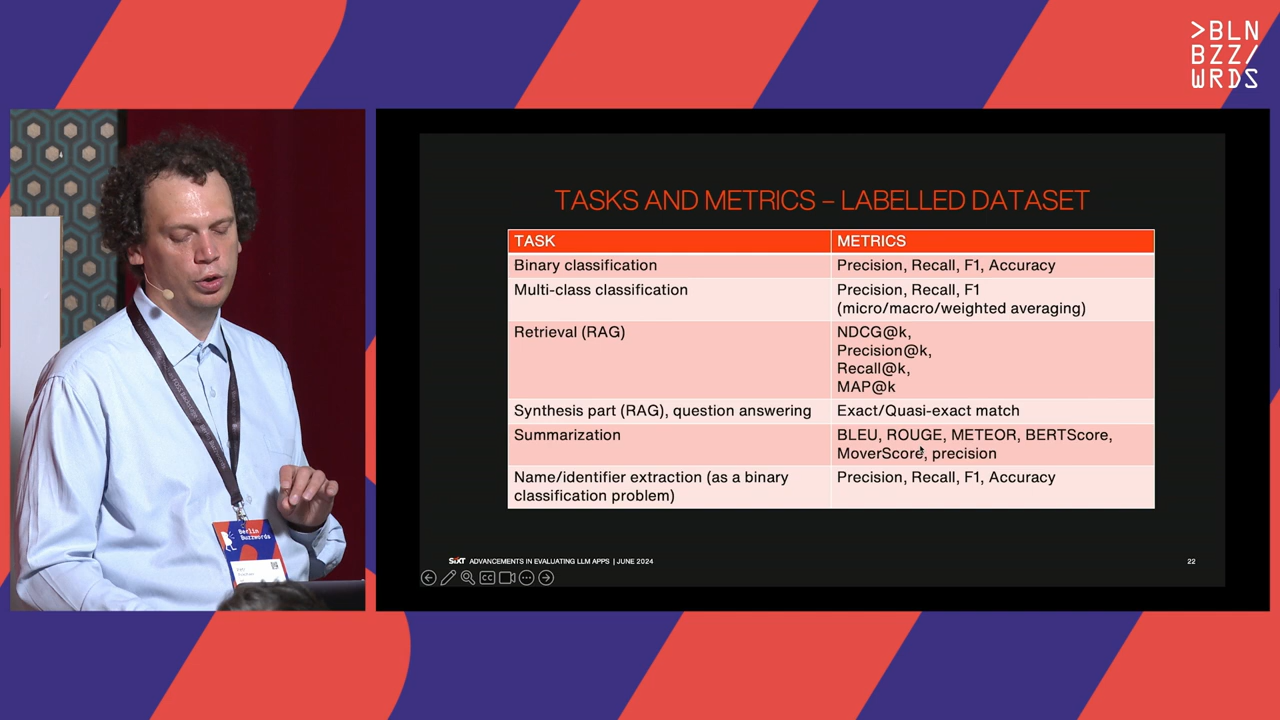 >BLN
BZZ/
WRDS
TASKS AND METRICS – LABELLED DATASET
TASK METRICS
Binary classification Precision, Recall, F1, Accuracy
Multi-class classification Precision, Recall, F1
(micro/macro/weighted averaging)
Retrieval (RAG) NDCG@k,
Precision@k,
Recall@k,
MAP@k
Synthesis part (RAG), question answering Exact/Quasi-exact match
Summarization BLEU, ROUGE, METEOR, BERTScore,
MoverScore, precision
Name/identifier extraction (as a binary Precision, Recall, F1, Accuracy
classification problem)
SIXT ADVANCEMENTS IN EVALUATING LLM APPS | JUNE 2024 22
CC
Berlin
Buzzwords